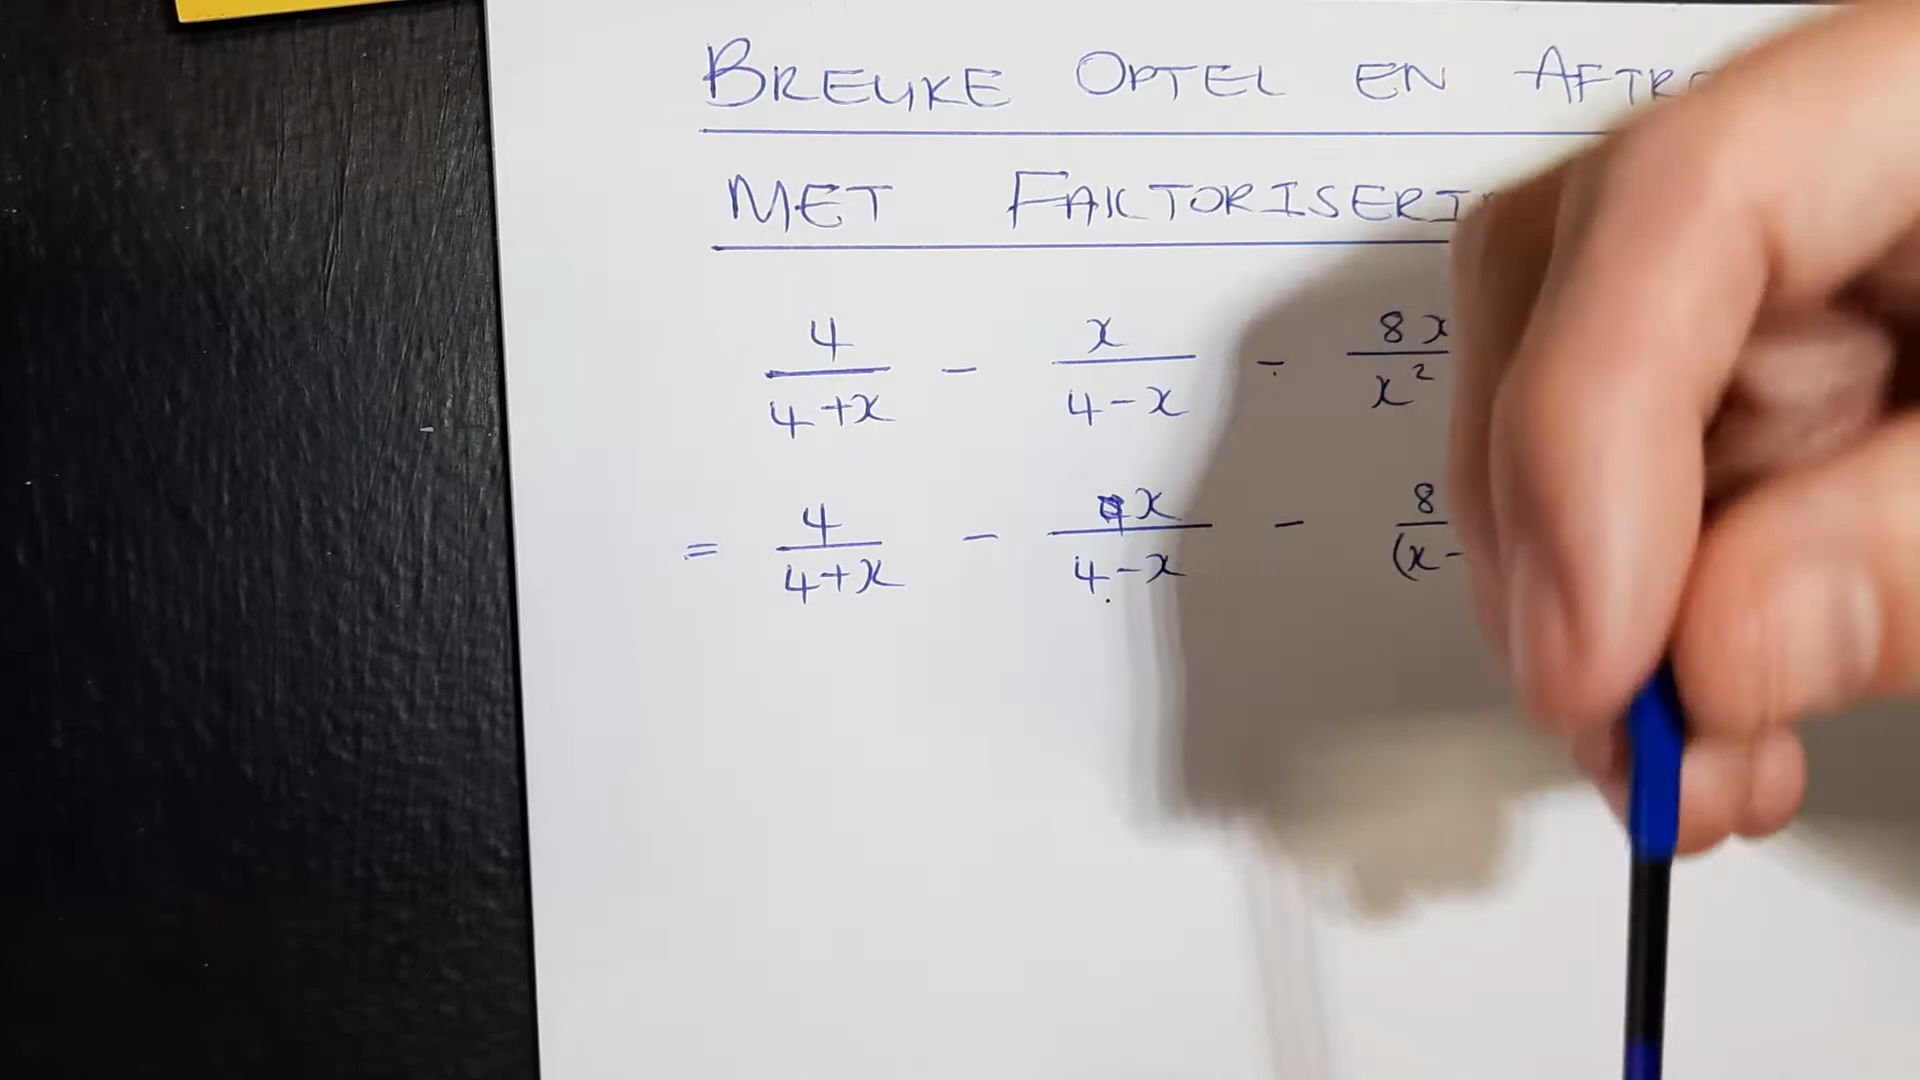 BREUKE OPTEL EN AFTR
MET FAKTORISERI
4/(4+x) - x/(4-x) - 8x/x²
= 4/(4+x) - x/(4-x) - 8/(x-